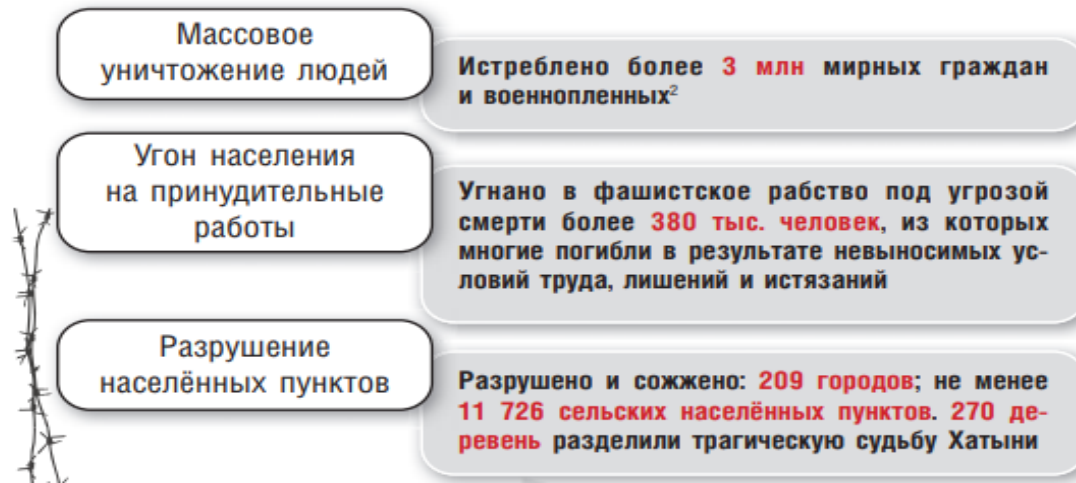 Массовое
уничтожение людей
Истреблено более 3 млн мирных граждан
и военнопленных²
Угон населения
на принудительные
работы
Угнано в фашистское рабство под угрозой
смерти более 380 тыс. человек, из которых
многие погибли в результате невыносимых ус-
ловий труда, лишений и истязаний
Разрушение
населённых пунктов
Разрушено и сожжено: 209 городов; не менее
11 726 сельских населённых пунктов. 270 де-
ревень разделили трагическую судьбу Хатыни